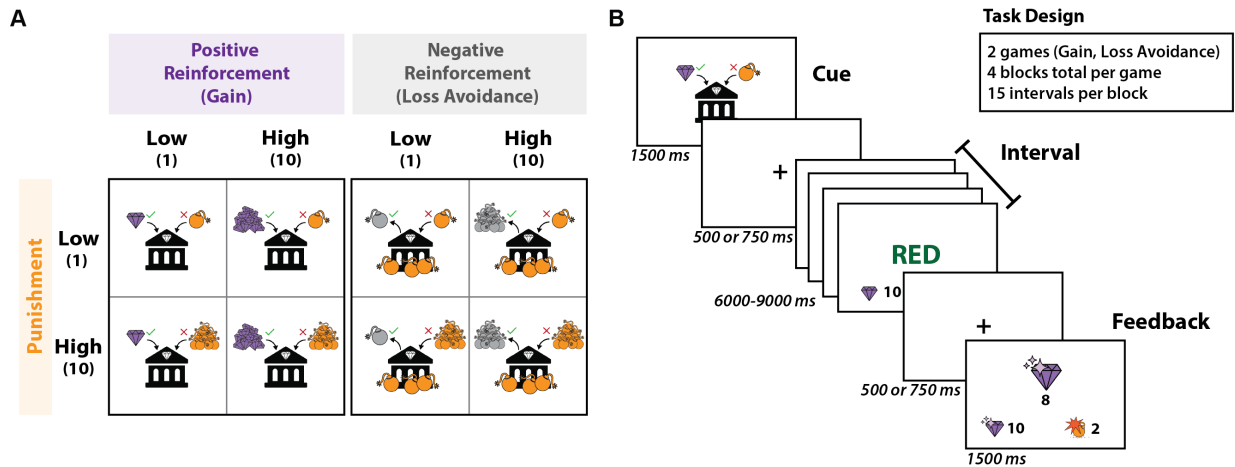 A
Positive
Reinforcement
(Gain)
Negative
Reinforcement
(Loss Avoidance)
Low
(1)
High
(10)
Low
(1)
High
(10)
Punishment
Low
(1)
High
(10)
B
Task Design
2 games (Gain, Loss Avoidance)
4 blocks total per game
15 intervals per block
Cue
1500 ms
+
500 or 750 ms
Interval
6000-9000 ms
RED
10
+
500 or 750 ms
Feedback
8
10
2
1500 ms